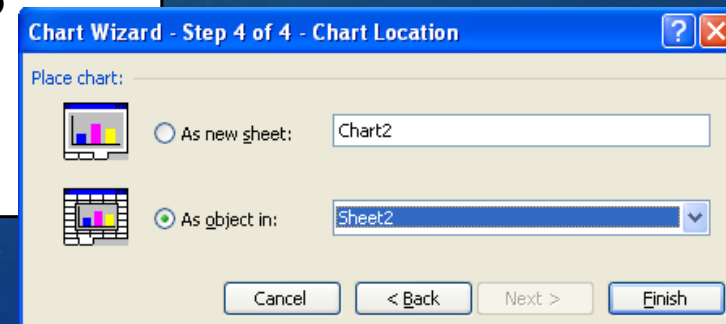 Chart Wizard - Step 4 of 4 - Chart Location
Place chart:
As new sheet: Chart2
As object in: Sheet2
Cancel < Back Next > Finish